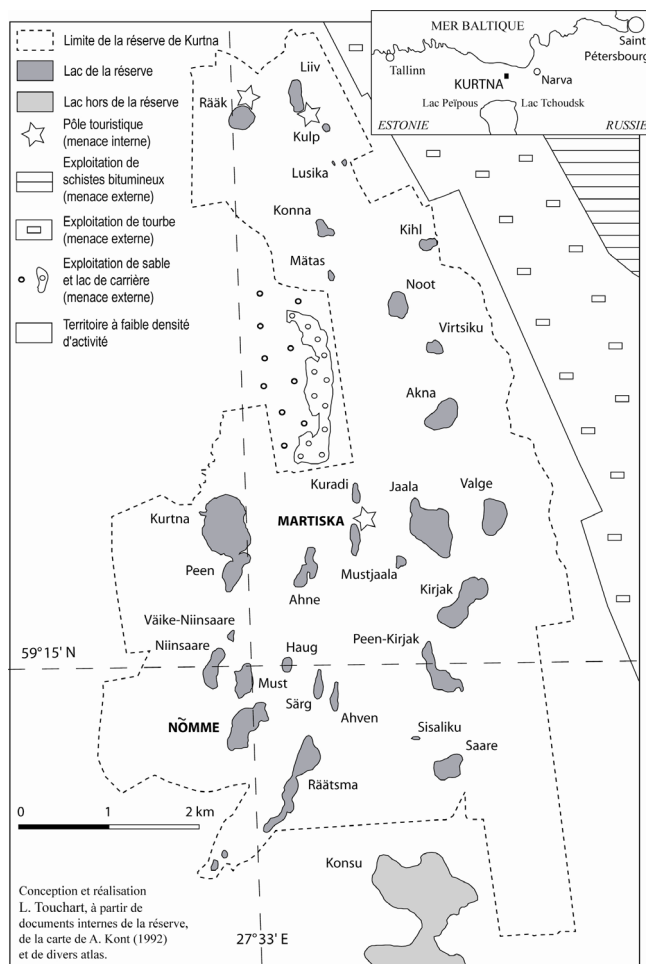 Limite de la réserve de Kurtna
Lac de la réserve
Lac hors de la réserve
Pôle touristique
(menace interne)
Exploitation de
schistes bitumineux
(menace externe)
Exploitation de tourbe
(menace externe)
Exploitation de sable
et lac de carrière
(menace externe)
Territoire à faible densité
d'activité
MER BALTIQUE
Saint
Pétersbourg
Tallinn
KURTNA
Narva
Lac Peïpous
Lac Tchoudsk
ESTONIE
RUSSIE
Liiv
Rääk
Kulp
Lusika
Konna
Kihl
Mätas
Noot
Virtsiku
Akna
Kuradi
Jaala
Valge
Kurtna
MARTISKA
Peen
Mustjaala
Ahne
Kirjak
Väike-Niinsaare
Niinsaare
Haug
Peen-Kirjak
59°15' N
Must
Särg
Ahven
NÕMME
Sisaliku
Saare
Räätsma
0 1 2 km
Konsu
Conception et réalisation
L. Touchart, à partir de
documents internes de la réserve,
de la carte de A. Kont (1992)
et de divers atlas.
27°33' E